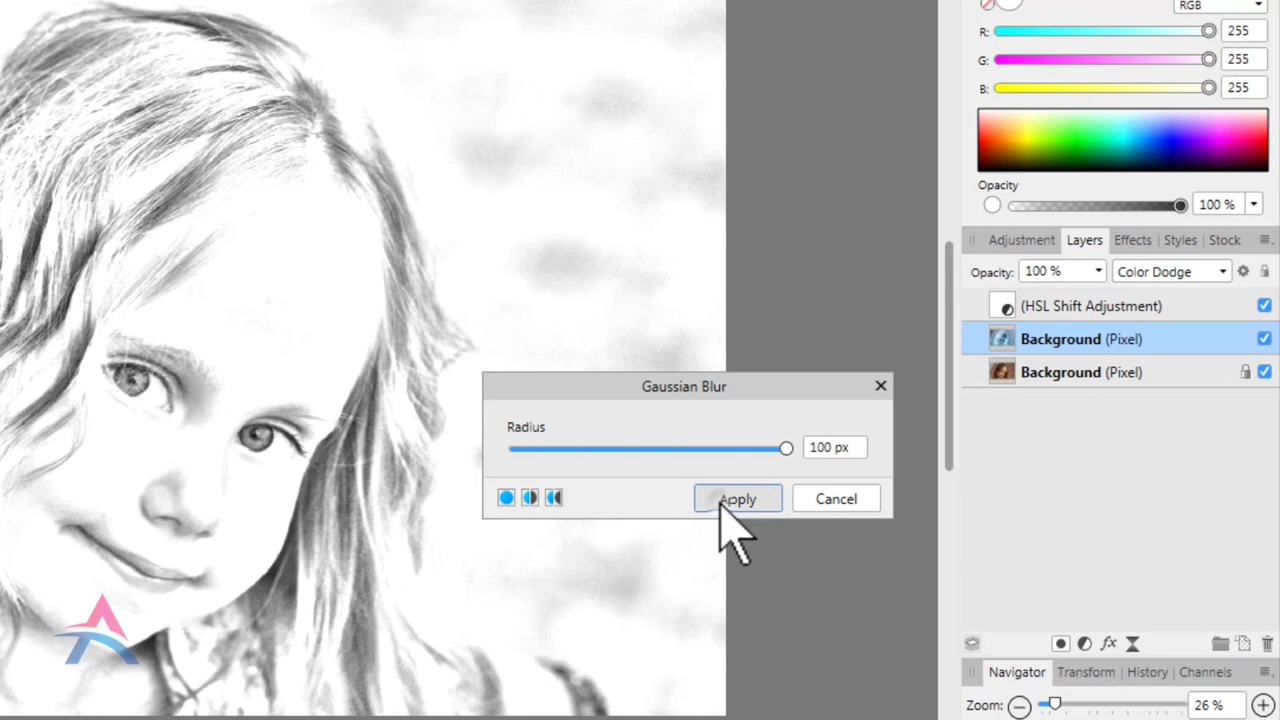 RGB
R: 255
G: 255
B: 255
Opacity
100 %
Adjustment Layers Effects Styles Stock
Opacity: 100 % Color Dodge
(HSL Shift Adjustment)
Background (Pixel)
Background (Pixel)
Gaussian Blur
Radius
100 px
Apply Cancel
Navigator Transform History Channels
Zoom: 26 %